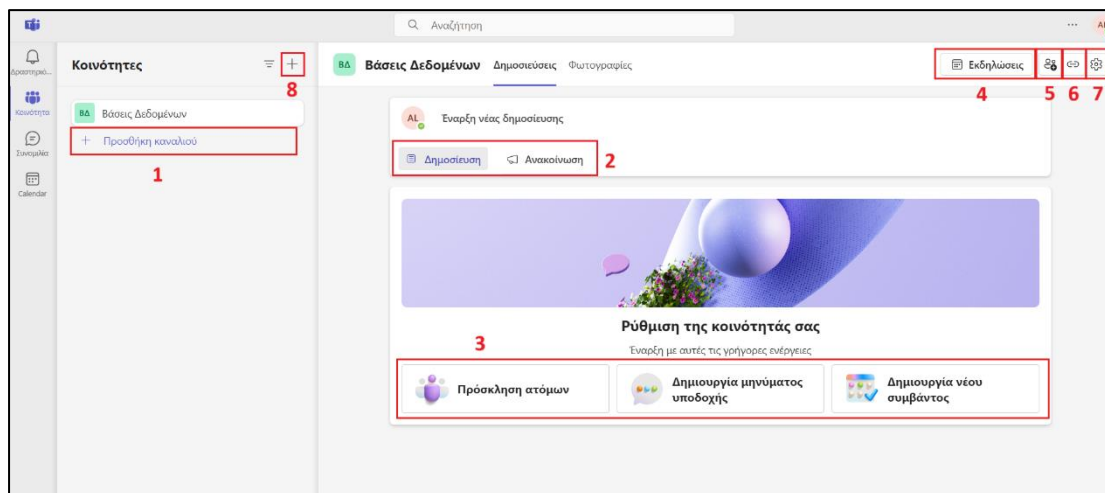 Αναζήτηση
...
AL
Δραστηριό...
Κοινότητα
Συνομιλία
Calendar
Κοινότητες
8
ΒΔ Βάσεις Δεδομένων
+ Προσθήκη καναλιού
1
ΒΔ Βάσεις Δεδομένων Δημοσιεύσεις Φωτογραφίες
Εκδηλώσεις
4 5 6 7
AL Έναρξη νέας δημοσίευσης
Δημοσίευση Ανακοίνωση 2
Ρύθμιση της κοινότητάς σας
Έναρξη με αυτές τις γρήγορες ενέργειες
3
Πρόσκληση ατόμων
Δημιουργία μηνύματος
υποδοχής
Δημιουργία νέου
συμβάντος